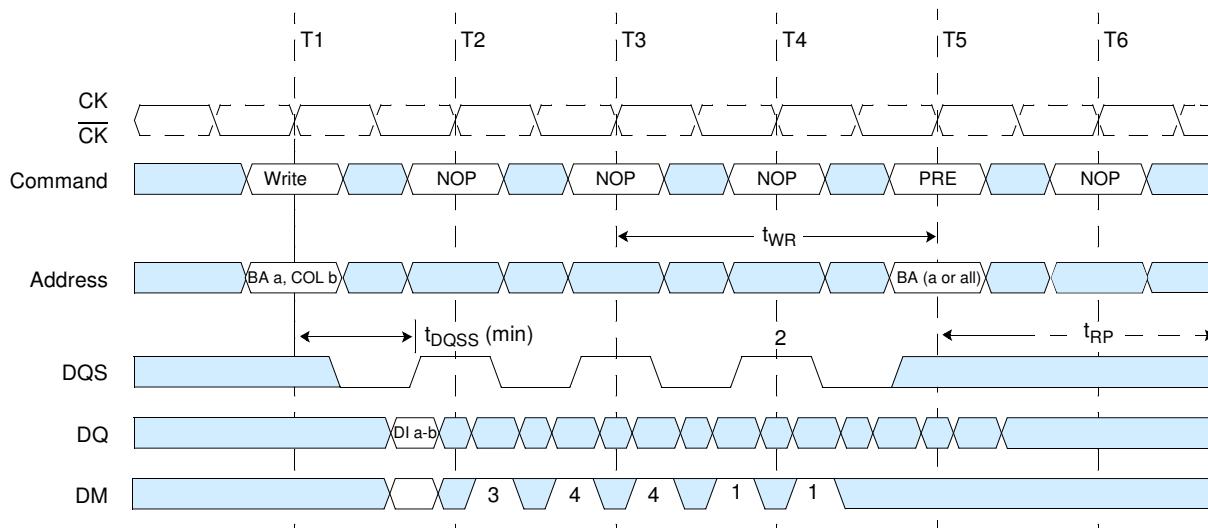 T1 T2 T3 T4 T5 T6
CK
CK
Command Write NOP NOP NOP PRE NOP
tWR
Address BA a, COL b BA (a or all)
tDQSS (min) 2 tRP
DQS
DQ DI a-b
DM 3 4 4 1 1